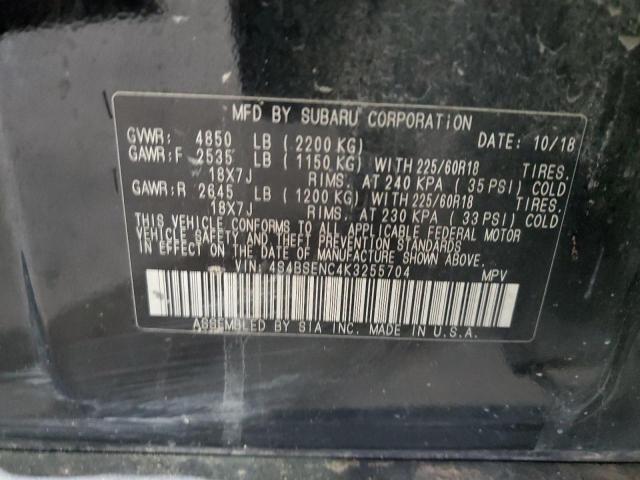 MFD BY SUBARU CORPORATION
GVWR: 4850 LB (2200 KG) DATE: 10/18
GAWR:F 2535 LB (1150 KG) WITH 225/60R18 TIRES.
18X7J RIMS. AT 240 KPA (35 PSI) COLD
GAWR:R 2645 LB (1200 KG) WITH 225/60R18 TIRES.
18X7J RIMS. AT 230 KPA (33 PSI) COLD
THIS VEHICLE CONFORMS TO ALL APPLICABLE FEDERAL MOTOR
VEHICLE SAFETY AND THEFT PREVENTION STANDARDS
IN EFFECT ON THE DATE OF MANUFACTURE SHOWN ABOVE.
VIN: 4S4BSENC4K3255704 MPV
ASSEMBLED BY SIA INC. MADE IN U.S.A.